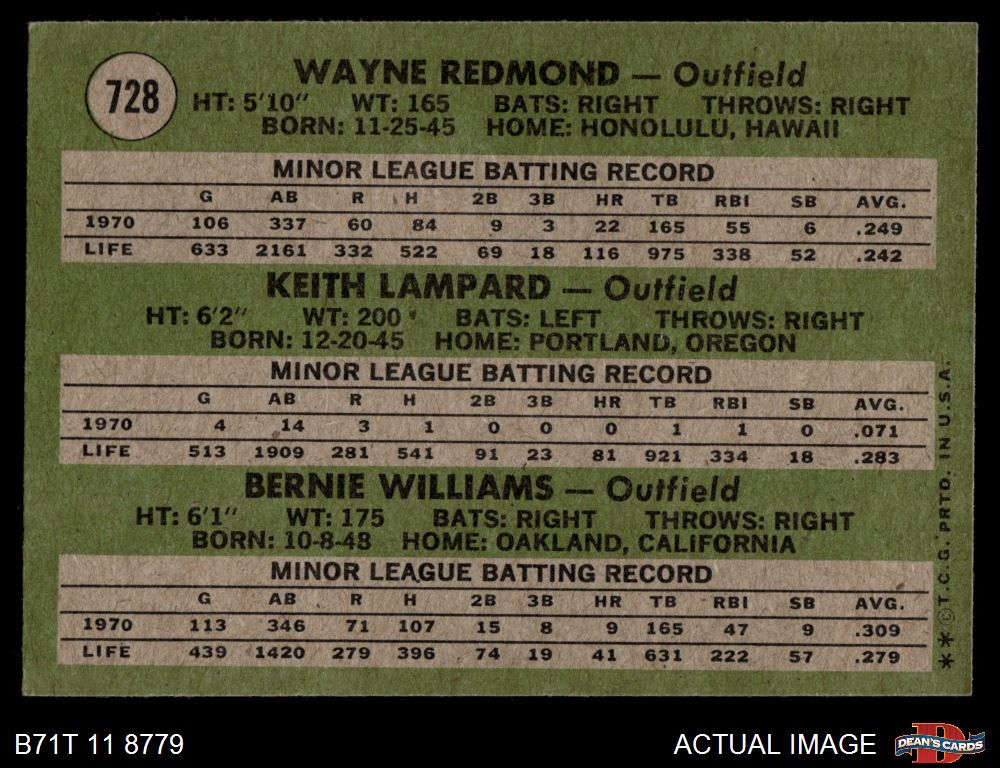 728
WAYNE REDMOND — Outfield
HT: 5'10" WT: 165 BATS: RIGHT THROWS: RIGHT
BORN: 11-25-45 HOME: HONOLULU, HAWAII
MINOR LEAGUE BATTING RECORD
G AB R H 2B 3B HR TB RBI SB AVG.
1970 106 337 60 84 9 3 22 165 55 6 .249
LIFE 633 2161 332 522 69 18 116 975 338 52 .242
KEITH LAMPARD — Outfield
HT: 6'2" WT: 200 BATS: LEFT THROWS: RIGHT
BORN: 12-20-45 HOME: PORTLAND, OREGON
MINOR LEAGUE BATTING RECORD
G AB R H 2B 3B HR TB RBI SB AVG.
1970 4 14 3 1 0 0 0 1 1 0 .071
LIFE 513 1909 281 541 91 23 81 921 334 18 .283
BERNIE WILLIAMS — Outfield
HT: 6'1" WT: 175 BATS: RIGHT THROWS: RIGHT
BORN: 10-8-48 HOME: OAKLAND, CALIFORNIA
MINOR LEAGUE BATTING RECORD
G AB R H 2B 3B HR TB RBI SB AVG.
1970 113 346 71 107 15 8 9 165 47 9 .309
LIFE 439 1420 279 396 74 19 41 631 222 57 .279
**©T.C.G. PRTD. IN U.S.A.
B71T 11 8779
ACTUAL IMAGE
D
DEAN'S CARDS